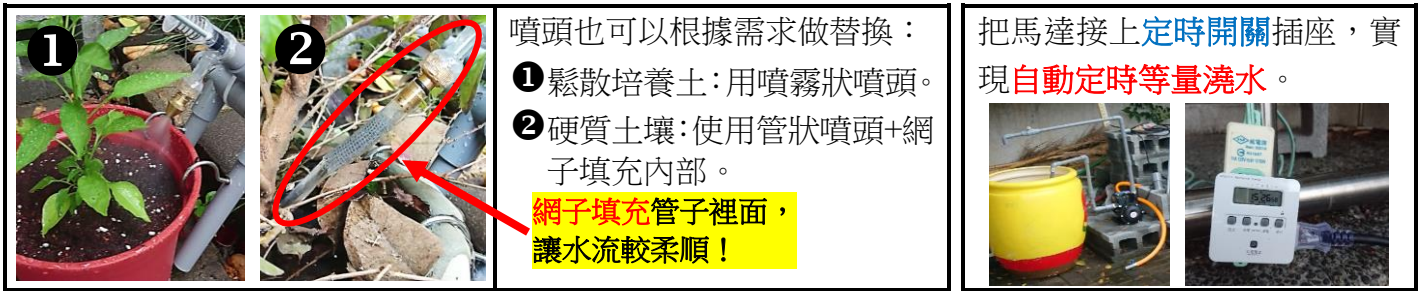 ❶
❷
噴頭也可以根據需求做替換：
❶鬆散培養土：用噴霧狀噴頭。
❷硬質土壤：使用管狀噴頭+網
子填充內部。
網子填充管子裡面，
讓水流較柔順！
把馬達接上定時開關插座，實
現自動定時等量澆水。